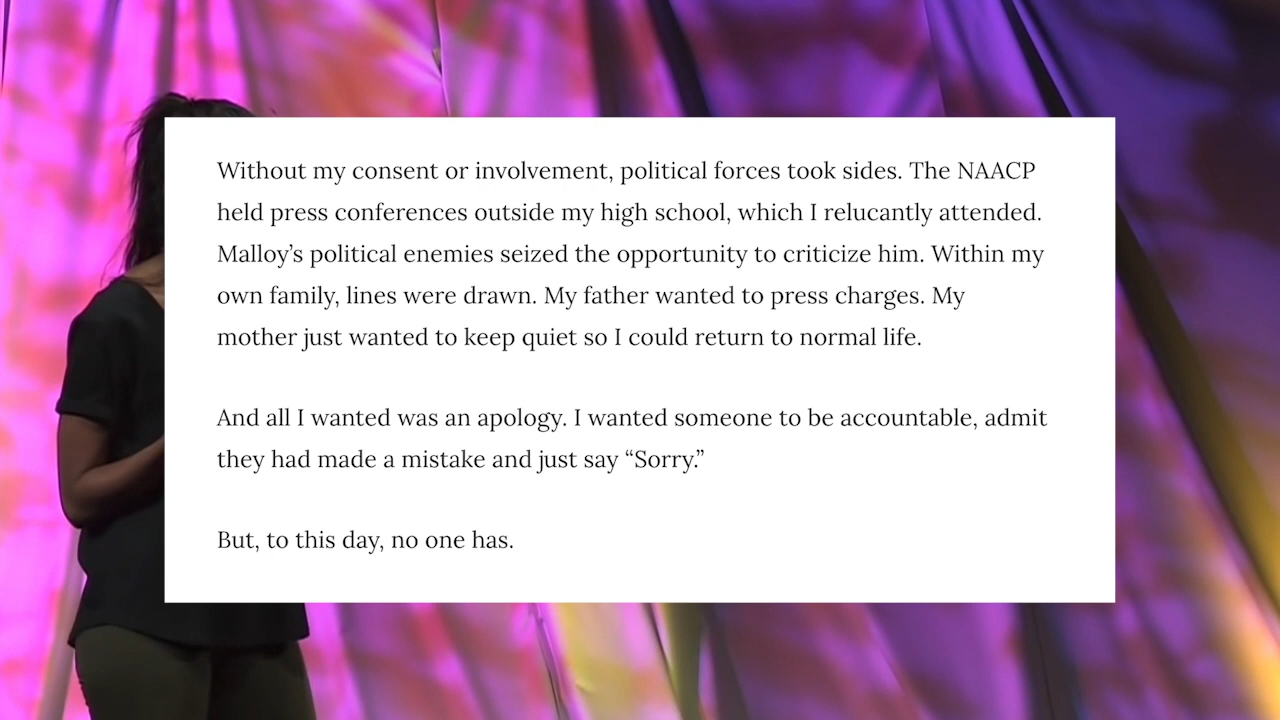 Without my consent or involvement, political forces took sides. The NAACP
held press conferences outside my high school, which I relucantly attended.
Malloy’s political enemies seized the opportunity to criticize him. Within my
own family, lines were drawn. My father wanted to press charges. My
mother just wanted to keep quiet so I could return to normal life.
And all I wanted was an apology. I wanted someone to be accountable, admit
they had made a mistake and just say “Sorry.”
But, to this day, no one has.